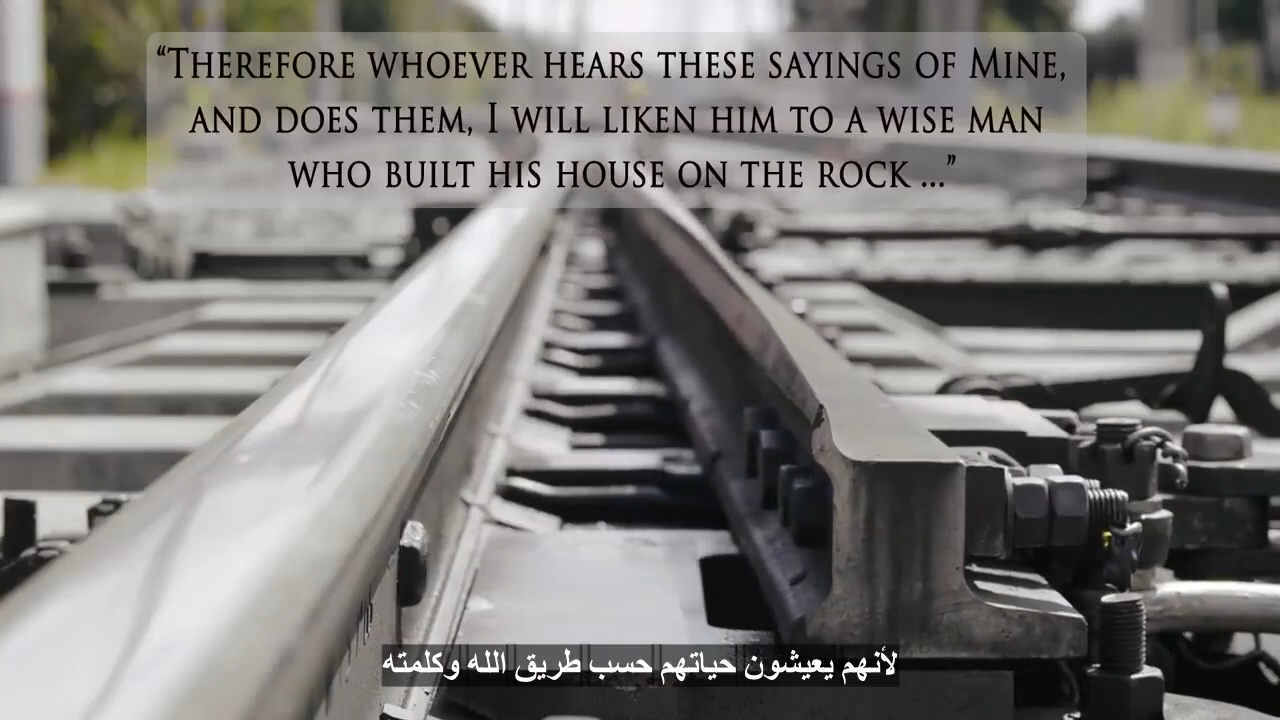 “Therefore whoever hears these sayings of Mine,
and does them, I will liken him to a wise man
who built his house on the rock ...”
لأنهم يعيشون حياتهم حسب طريق الله وكلمته